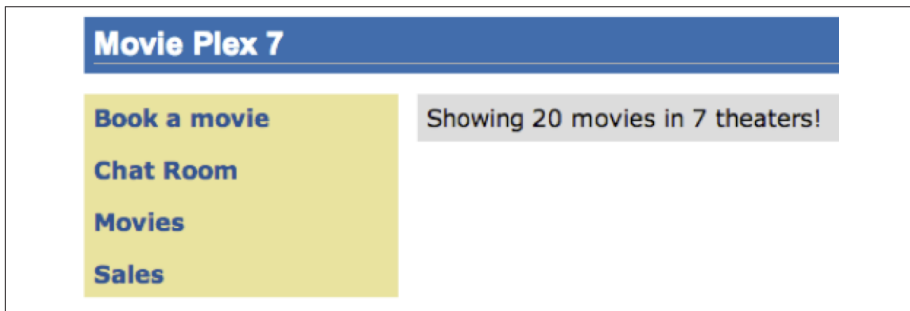 Movie Plex 7
Book a movie
Chat Room
Movies
Sales
Showing 20 movies in 7 theaters!